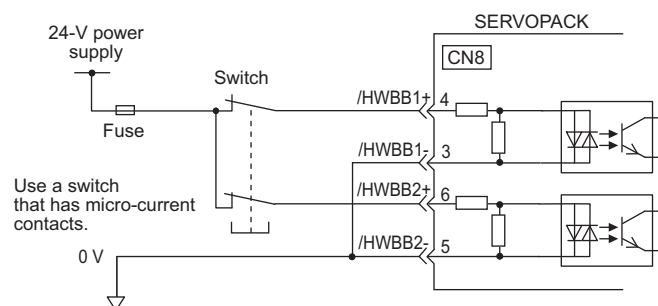 SERVOPACK
24-V power
supply
CN8
Switch
/HWBB1+ 4
Fuse
/HWBB1- 3
Use a switch
that has micro-current
contacts.
/HWBB2+ 6
/HWBB2- 5
0 V